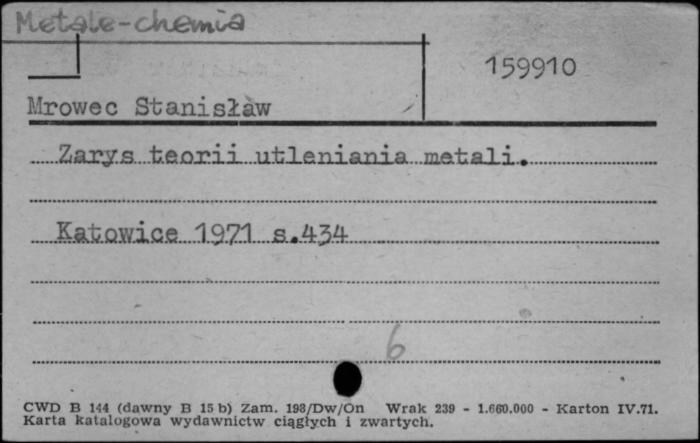 Metale-chemia
159910
Mrowec Stanisław
Zarys teorii utleniania metali.
Katowice 1971 s.434
6
CWD B 144 (dawny B 15 b) Zam. 193/Dw/On Wrak 239 - 1.660.000 - Karton IV.71.
Karta katalogowa wydawnictw ciągłych i zwartych.